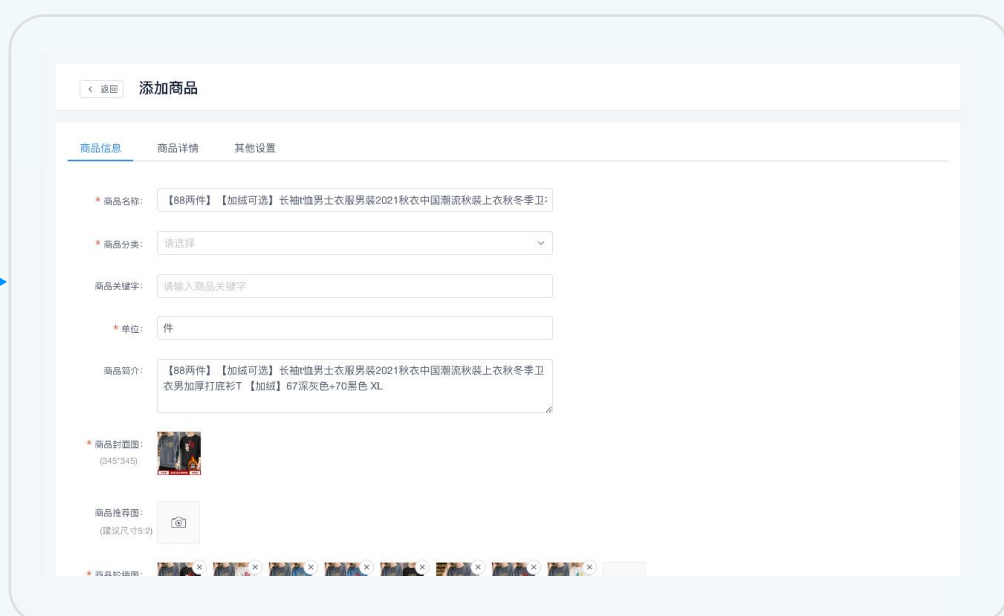 返回 添加商品
商品信息 商品详情 其他设置
* 商品名称: 【88两件】【加绒可选】长袖t恤男士衣服男装2021秋衣中国潮流秋装上衣秋冬季卫
* 商品分类: 请选择
商品关键字: 请输入商品关键字
* 单位: 件
商品简介: 【88两件】【加绒可选】长袖t恤男士衣服男装2021秋衣中国潮流秋装上衣秋冬季卫
衣男加厚打底衫T 【加绒】67深灰色+70黑色 XL
* 商品封面图:
(345*345)
商品推荐图:
(建议尺寸5:2)